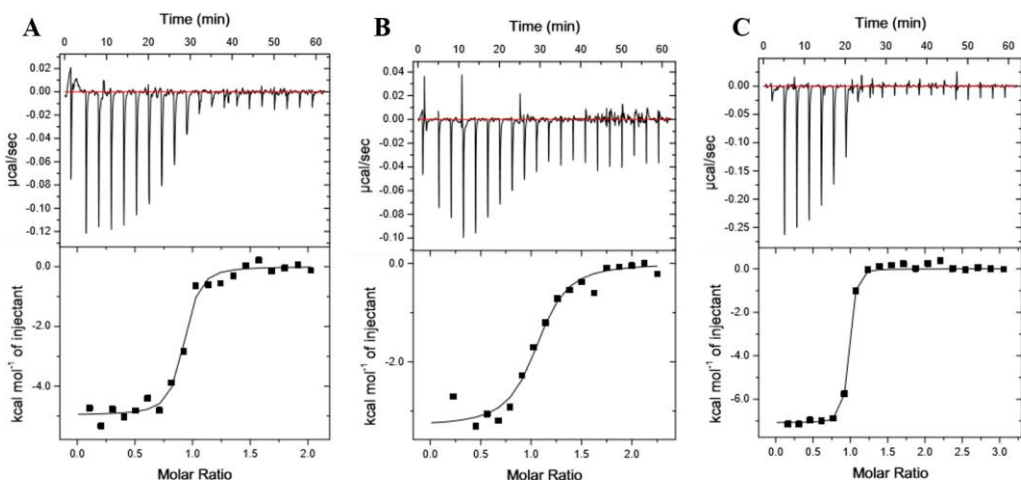 A
Time (min)
0 10 20 30 40 50 60
0.02
0.00
-0.02
-0.04
-0.06
-0.08
-0.10
-0.12
µcal/sec
0.0
-2.0
-4.0
kcal mol⁻¹ of injectant
0.0 0.5 1.0 1.5 2.0
Molar Ratio
B
Time (min)
0 10 20 30 40 50 60
0.04
0.02
0.00
-0.02
-0.04
-0.06
-0.08
-0.10
µcal/sec
0.0
-2.0
kcal mol⁻¹ of injectant
0.0 0.5 1.0 1.5 2.0
Molar Ratio
C
Time (min)
0 10 20 30 40 50 60
0.00
-0.05
-0.10
-0.15
-0.20
-0.25
µcal/sec
0.0
-2.0
-4.0
-6.0
kcal mol⁻¹ of injectant
0.0 0.5 1.0 1.5 2.0 2.5 3.0
Molar Ratio